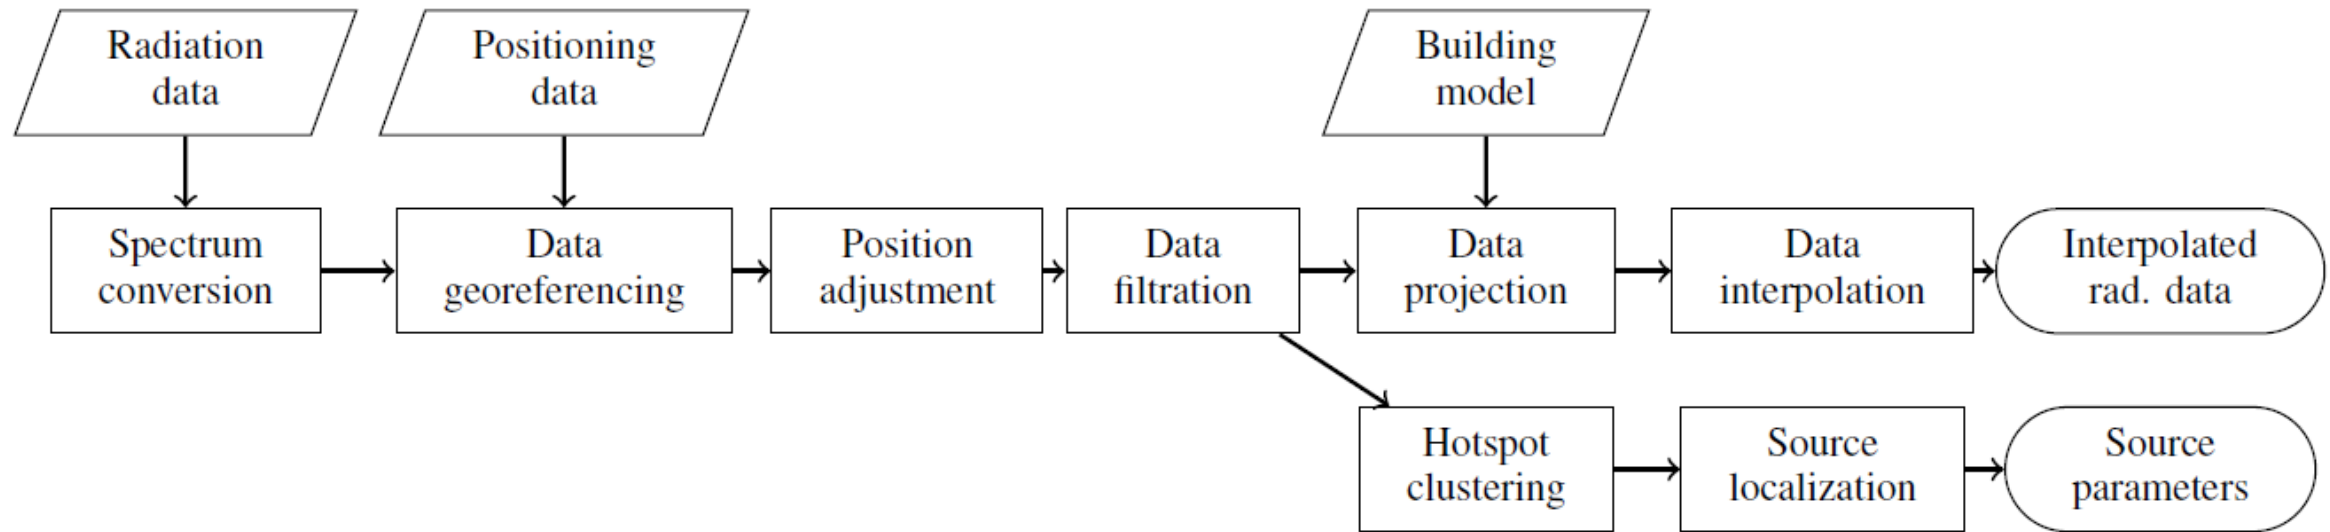 Radiation
data
Positioning
data
Building
model
Spectrum
conversion
Data
georeferencing
Position
adjustment
Data
filtration
Data
projection
Data
interpolation
Interpolated
rad. data
Hotspot
clustering
Source
localization
Source
parameters